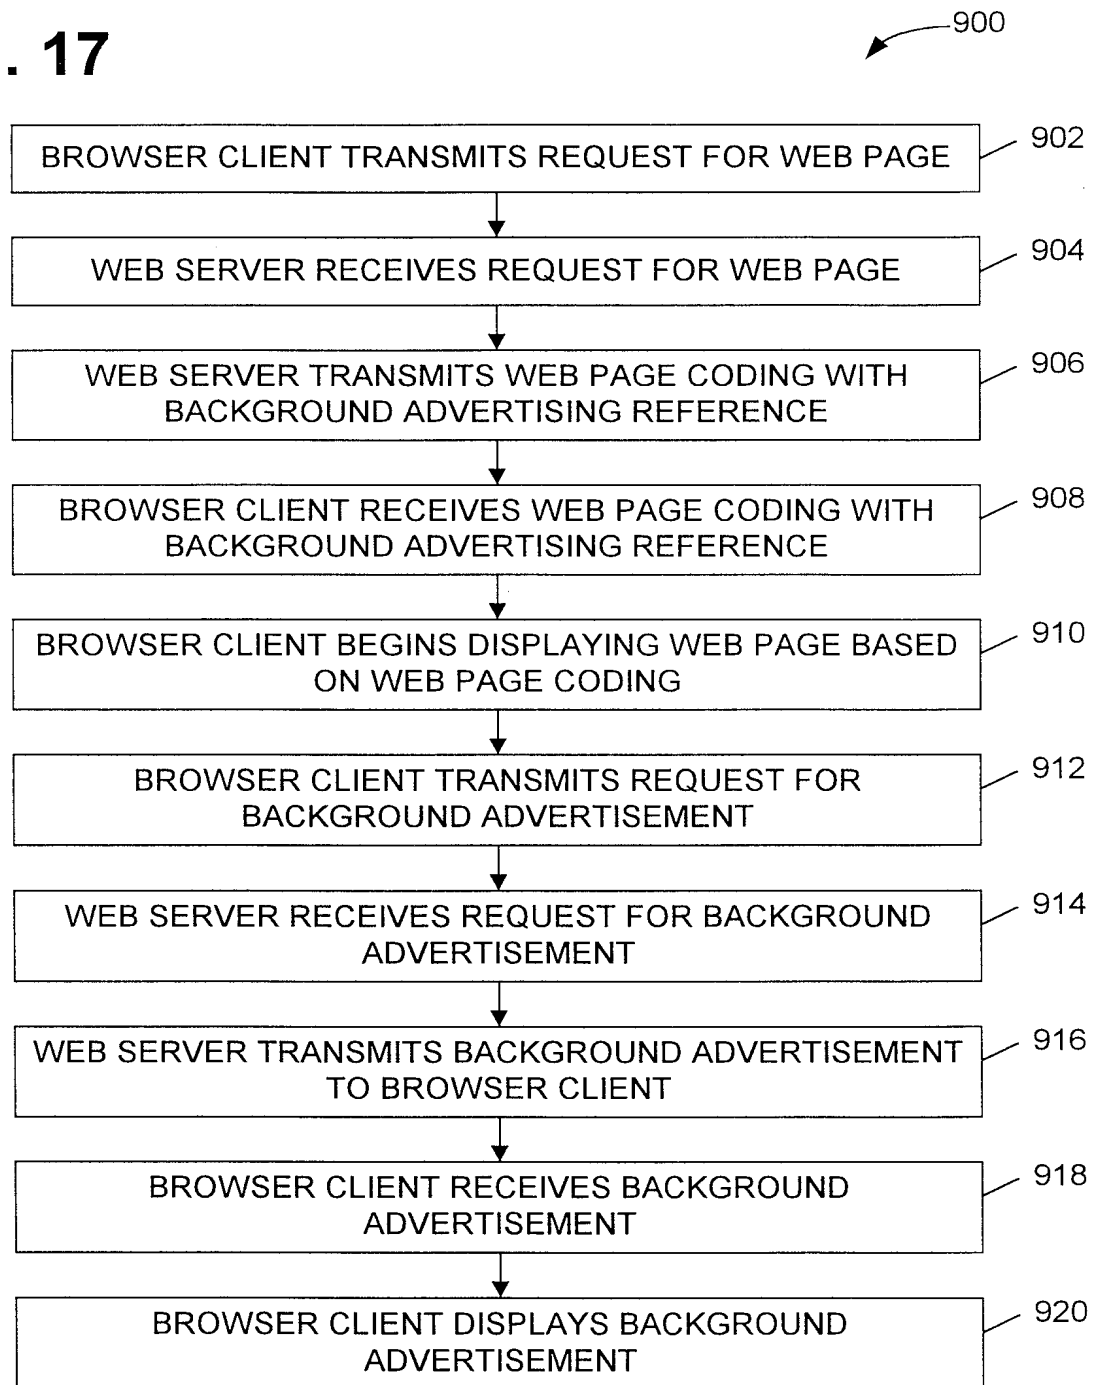 . 17
900
BROWSER CLIENT TRANSMITS REQUEST FOR WEB PAGE
902
WEB SERVER RECEIVES REQUEST FOR WEB PAGE
904
WEB SERVER TRANSMITS WEB PAGE CODING WITH
BACKGROUND ADVERTISING REFERENCE
906
BROWSER CLIENT RECEIVES WEB PAGE CODING WITH
BACKGROUND ADVERTISING REFERENCE
908
BROWSER CLIENT BEGINS DISPLAYING WEB PAGE BASED
ON WEB PAGE CODING
910
BROWSER CLIENT TRANSMITS REQUEST FOR
BACKGROUND ADVERTISEMENT
912
WEB SERVER RECEIVES REQUEST FOR BACKGROUND
ADVERTISEMENT
914
WEB SERVER TRANSMITS BACKGROUND ADVERTISEMENT
TO BROWSER CLIENT
916
BROWSER CLIENT RECEIVES BACKGROUND
ADVERTISEMENT
918
BROWSER CLIENT DISPLAYS BACKGROUND
ADVERTISEMENT
920